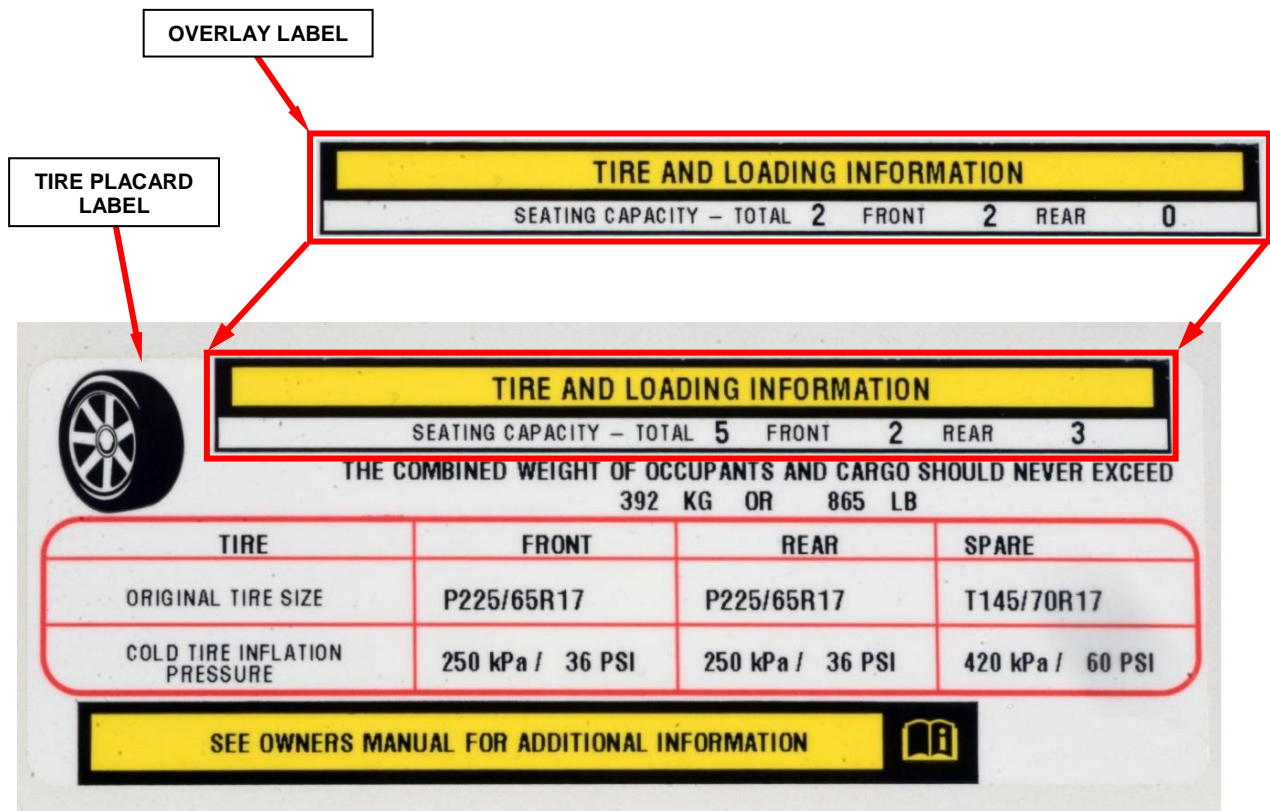 OVERLAY LABEL
TIRE PLACARD
LABEL
TIRE AND LOADING INFORMATION
SEATING CAPACITY – TOTAL 2 FRONT 2 REAR 0
TIRE AND LOADING INFORMATION
SEATING CAPACITY – TOTAL 5 FRONT 2 REAR 3
THE COMBINED WEIGHT OF OCCUPANTS AND CARGO SHOULD NEVER EXCEED
392 KG OR 865 LB
TIRE FRONT REAR SPARE
ORIGINAL TIRE SIZE P225/65R17 P225/65R17 T145/70R17
COLD TIRE INFLATION
PRESSURE 250 kPa / 36 PSI 250 kPa / 36 PSI 420 kPa / 60 PSI
SEE OWNERS MANUAL FOR ADDITIONAL INFORMATION